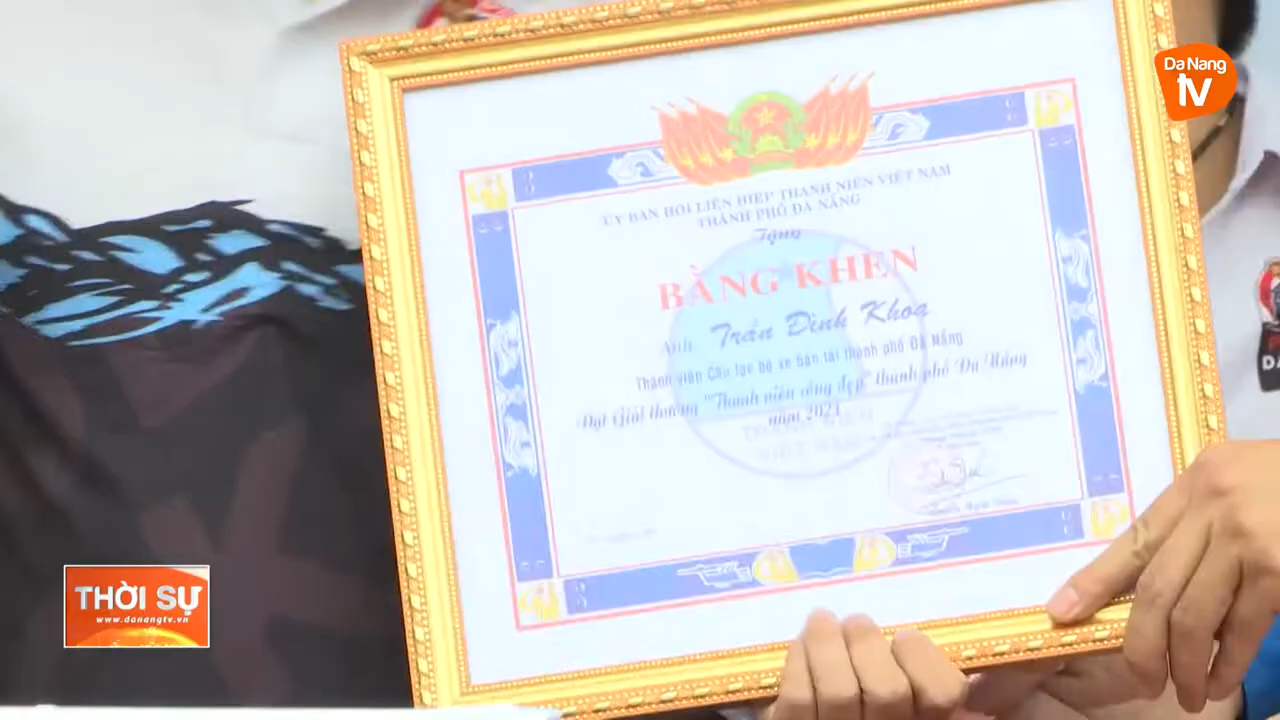 Da Nang
tv
ỦY BAN HỘI LIÊN HIỆP THANH NIÊN VIỆT NAM
THÀNH PHỐ ĐÀ NẴNG
Tặng
BẰNG KHEN
Anh Trần Đình Khoa
Thành viên Câu lạc bộ xe bán tải thành phố Đà Nẵng
Đạt Giải thưởng "Thanh niên sống đẹp" thành phố Đà Nẵng
năm 2021
THỜI SỰ
www.danangtv.vn